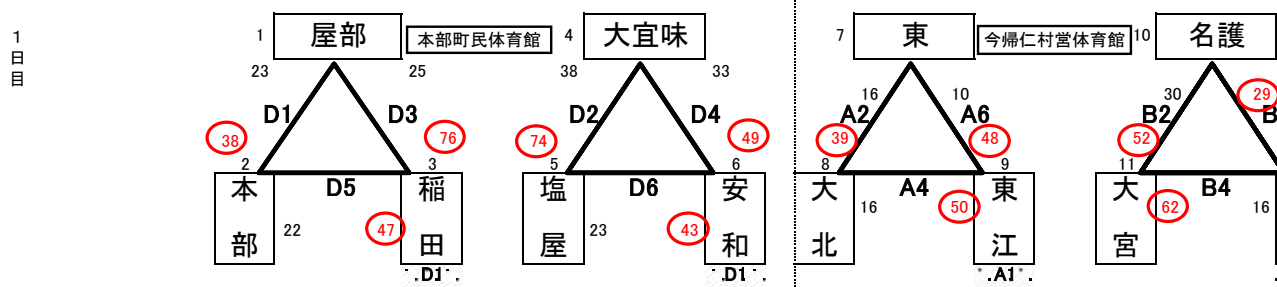 1日目
1 屋部 本部町民体育館 4 大宜味 7 東 今帰仁村営体育館 10 名護
23 25 38 33 16 10 30 29
D1 D3 D2 D4 A2 A6 B2 B
38 76 74 49 39 48 52
2 3 5 6 8 9 11
本部 D5 稲田 塩屋 D6 安和 大北 A4 東江 大宮 B4
22 47 23 43 16 50 62 16
D1 D1 A1